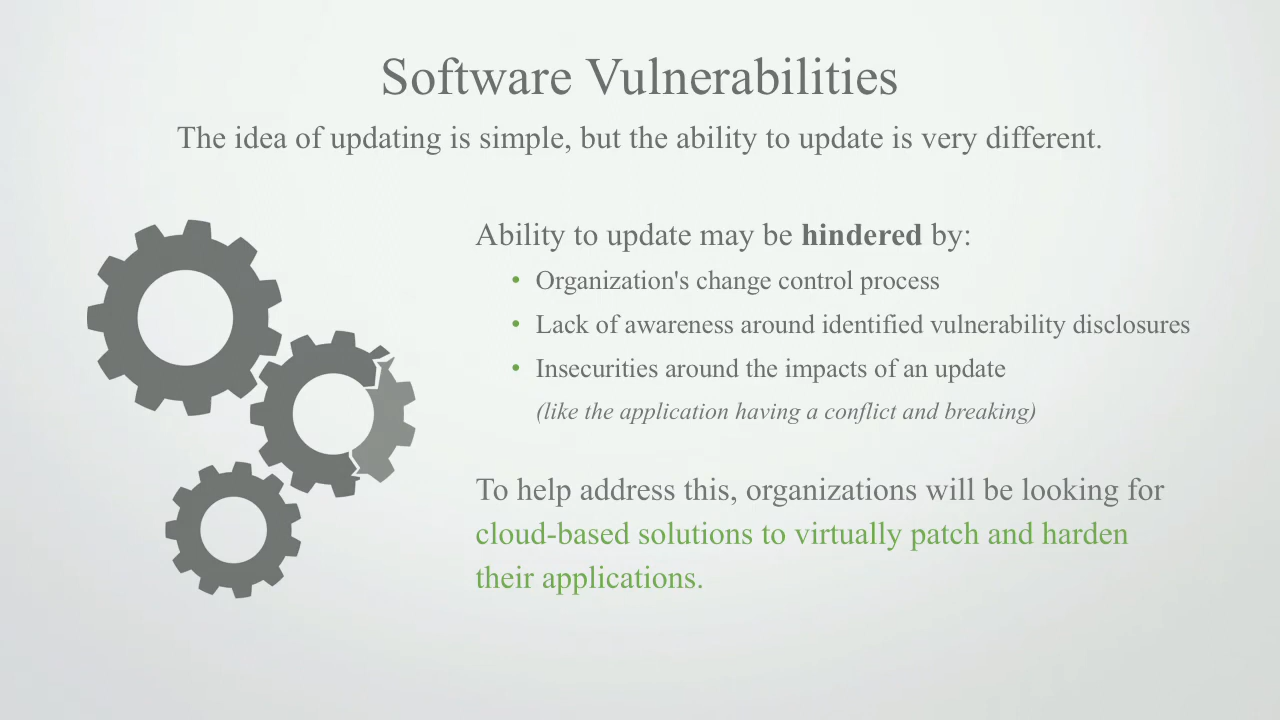 Software Vulnerabilities
The idea of updating is simple, but the ability to update is very different.
Ability to update may be hindered by:
• Organization's change control process
• Lack of awareness around identified vulnerability disclosures
• Insecurities around the impacts of an update
(like the application having a conflict and breaking)
To help address this, organizations will be looking for
cloud-based solutions to virtually patch and harden
their applications.